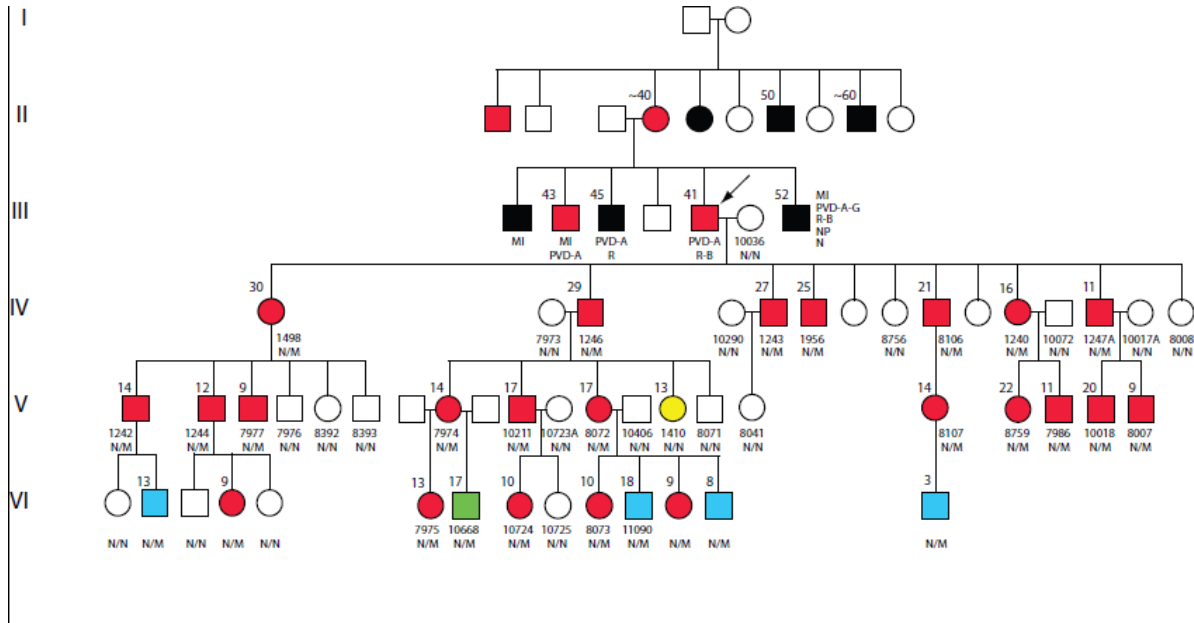 I
II
~40 50 ~60
III
43 45 41 52
MI
PVD-A-G
R-B
NP
N
MI MI PVD-A PVD-A 10036
PVD-A R R-B N/N
IV
30 29 27 25 21 16 11
1498 7973 1246 10290 1243 1956 8756 8106 1240 10072 1247A 10017A 8008
N/M N/N N/M N/N N/M N/M N/N N/M N/M N/N N/M N/N N/N
V
14 12 9 14 17 17 13 14 22 11 20 9
1242 1244 7977 7976 8392 8393 7974 10211 10723A 8072 10406 1410 8071 8041 8107 8759 7986 10018 8007
N/M N/M N/M N/N N/N N/N N/M N/M N/N N/M N/N N/N N/N N/N N/M N/M N/M N/M N/M
VI
13 9 13 17 10 10 18 9 8 3
7975 10668 10724 10725 8073 11090
N/N N/M N/N N/M N/N N/M N/M N/M N/N N/M N/M N/M N/M N/M